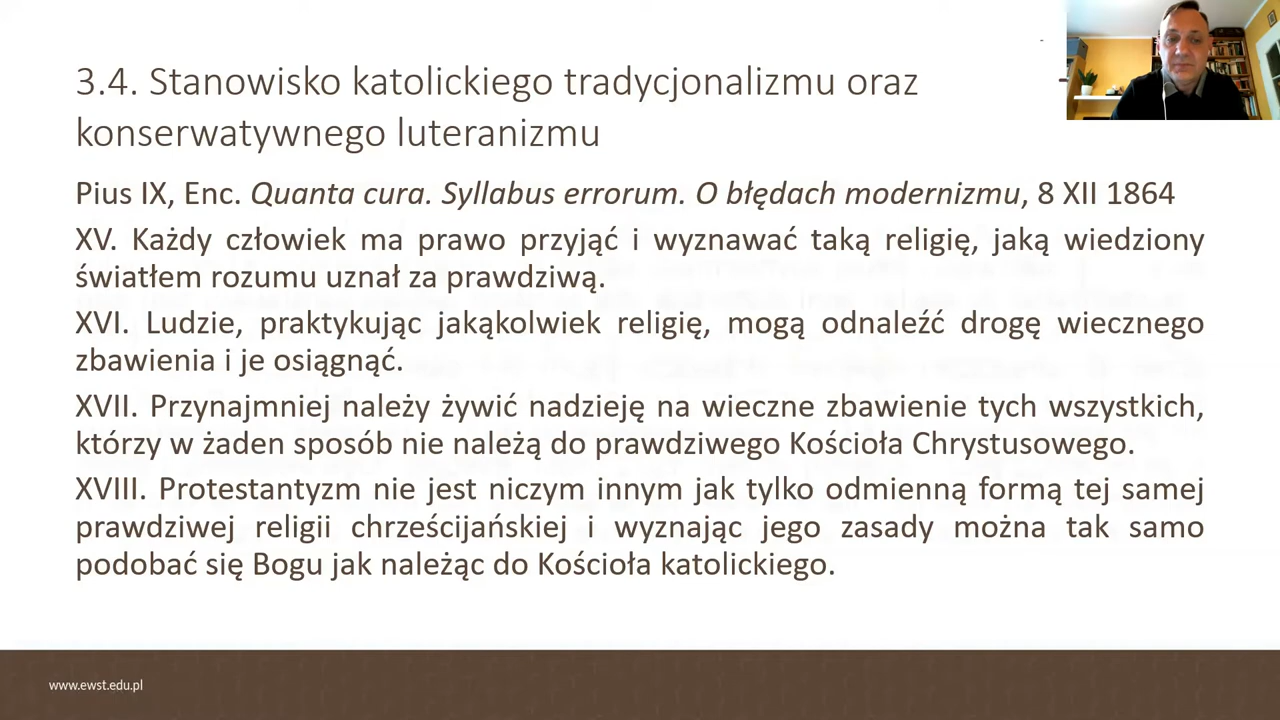 3.4. Stanowisko katolickiego tradycjonalizmu oraz
konserwatywnego luteranizmu
Pius IX, Enc. Quanta cura. Syllabus errorum. O błędach modernizmu, 8 XII 1864
XV. Każdy człowiek ma prawo przyjąć i wyznawać taką religię, jaką wiedziony
światłem rozumu uznał za prawdziwą.
XVI. Ludzie, praktykując jakąkolwiek religię, mogą odnaleźć drogę wiecznego
zbawienia i je osiągnąć.
XVII. Przynajmniej należy żywić nadzieję na wieczne zbawienie tych wszystkich,
którzy w żaden sposób nie należą do prawdziwego Kościoła Chrystusowego.
XVIII. Protestantyzm nie jest niczym innym jak tylko odmienną formą tej samej
prawdziwej religii chrześcijańskiej i wyznając jego zasady można tak samo
podobać się Bogu jak należąc do Kościoła katolickiego.
www.ewst.edu.pl